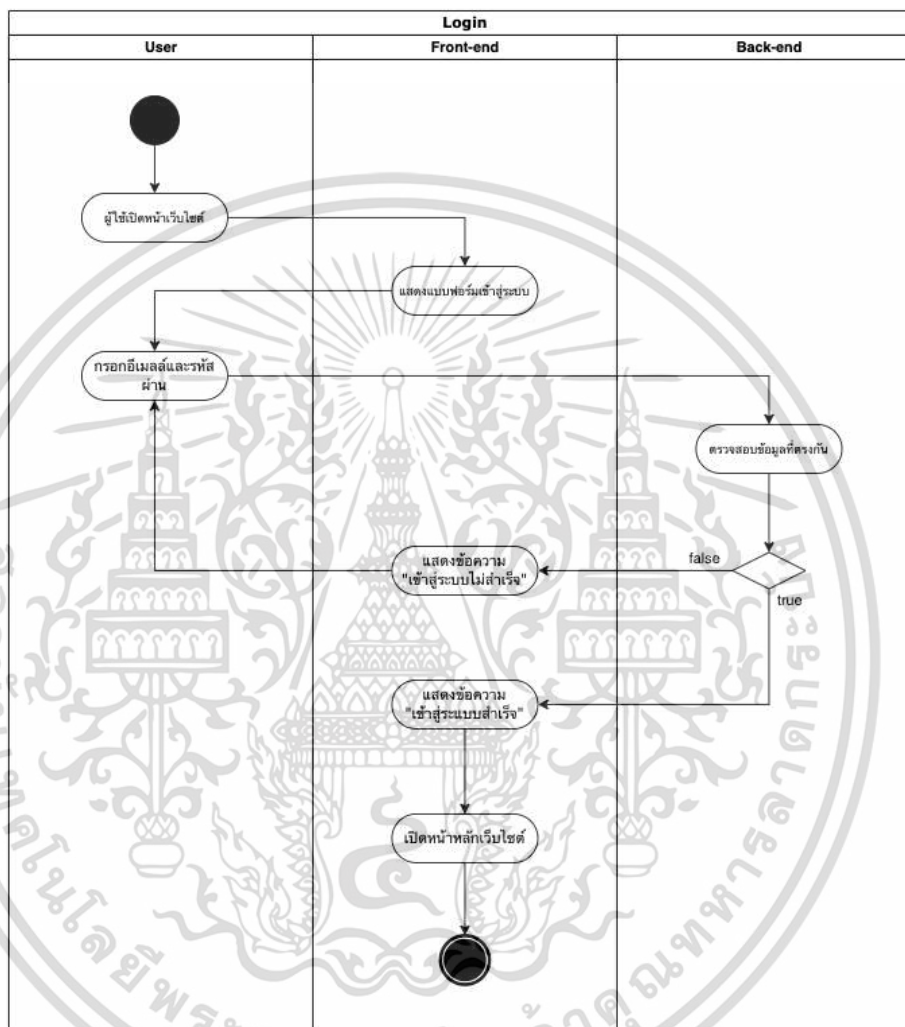 Login
User
Front-end
Back-end
ผู้ใช้เปิดหน้าเว็บไซต์
แสดงแบบฟอร์มเข้าสู่ระบบ
กรอกอีเมลล์และรหัส
ผ่าน
ตรวจสอบข้อมูลที่ตรงกัน
false
แสดงข้อความ
"เข้าสู่ระบบไม่สำเร็จ"
true
แสดงข้อความ
"เข้าสู่ระแบบสำเร็จ"
เปิดหน้าหลักเว็บไซต์